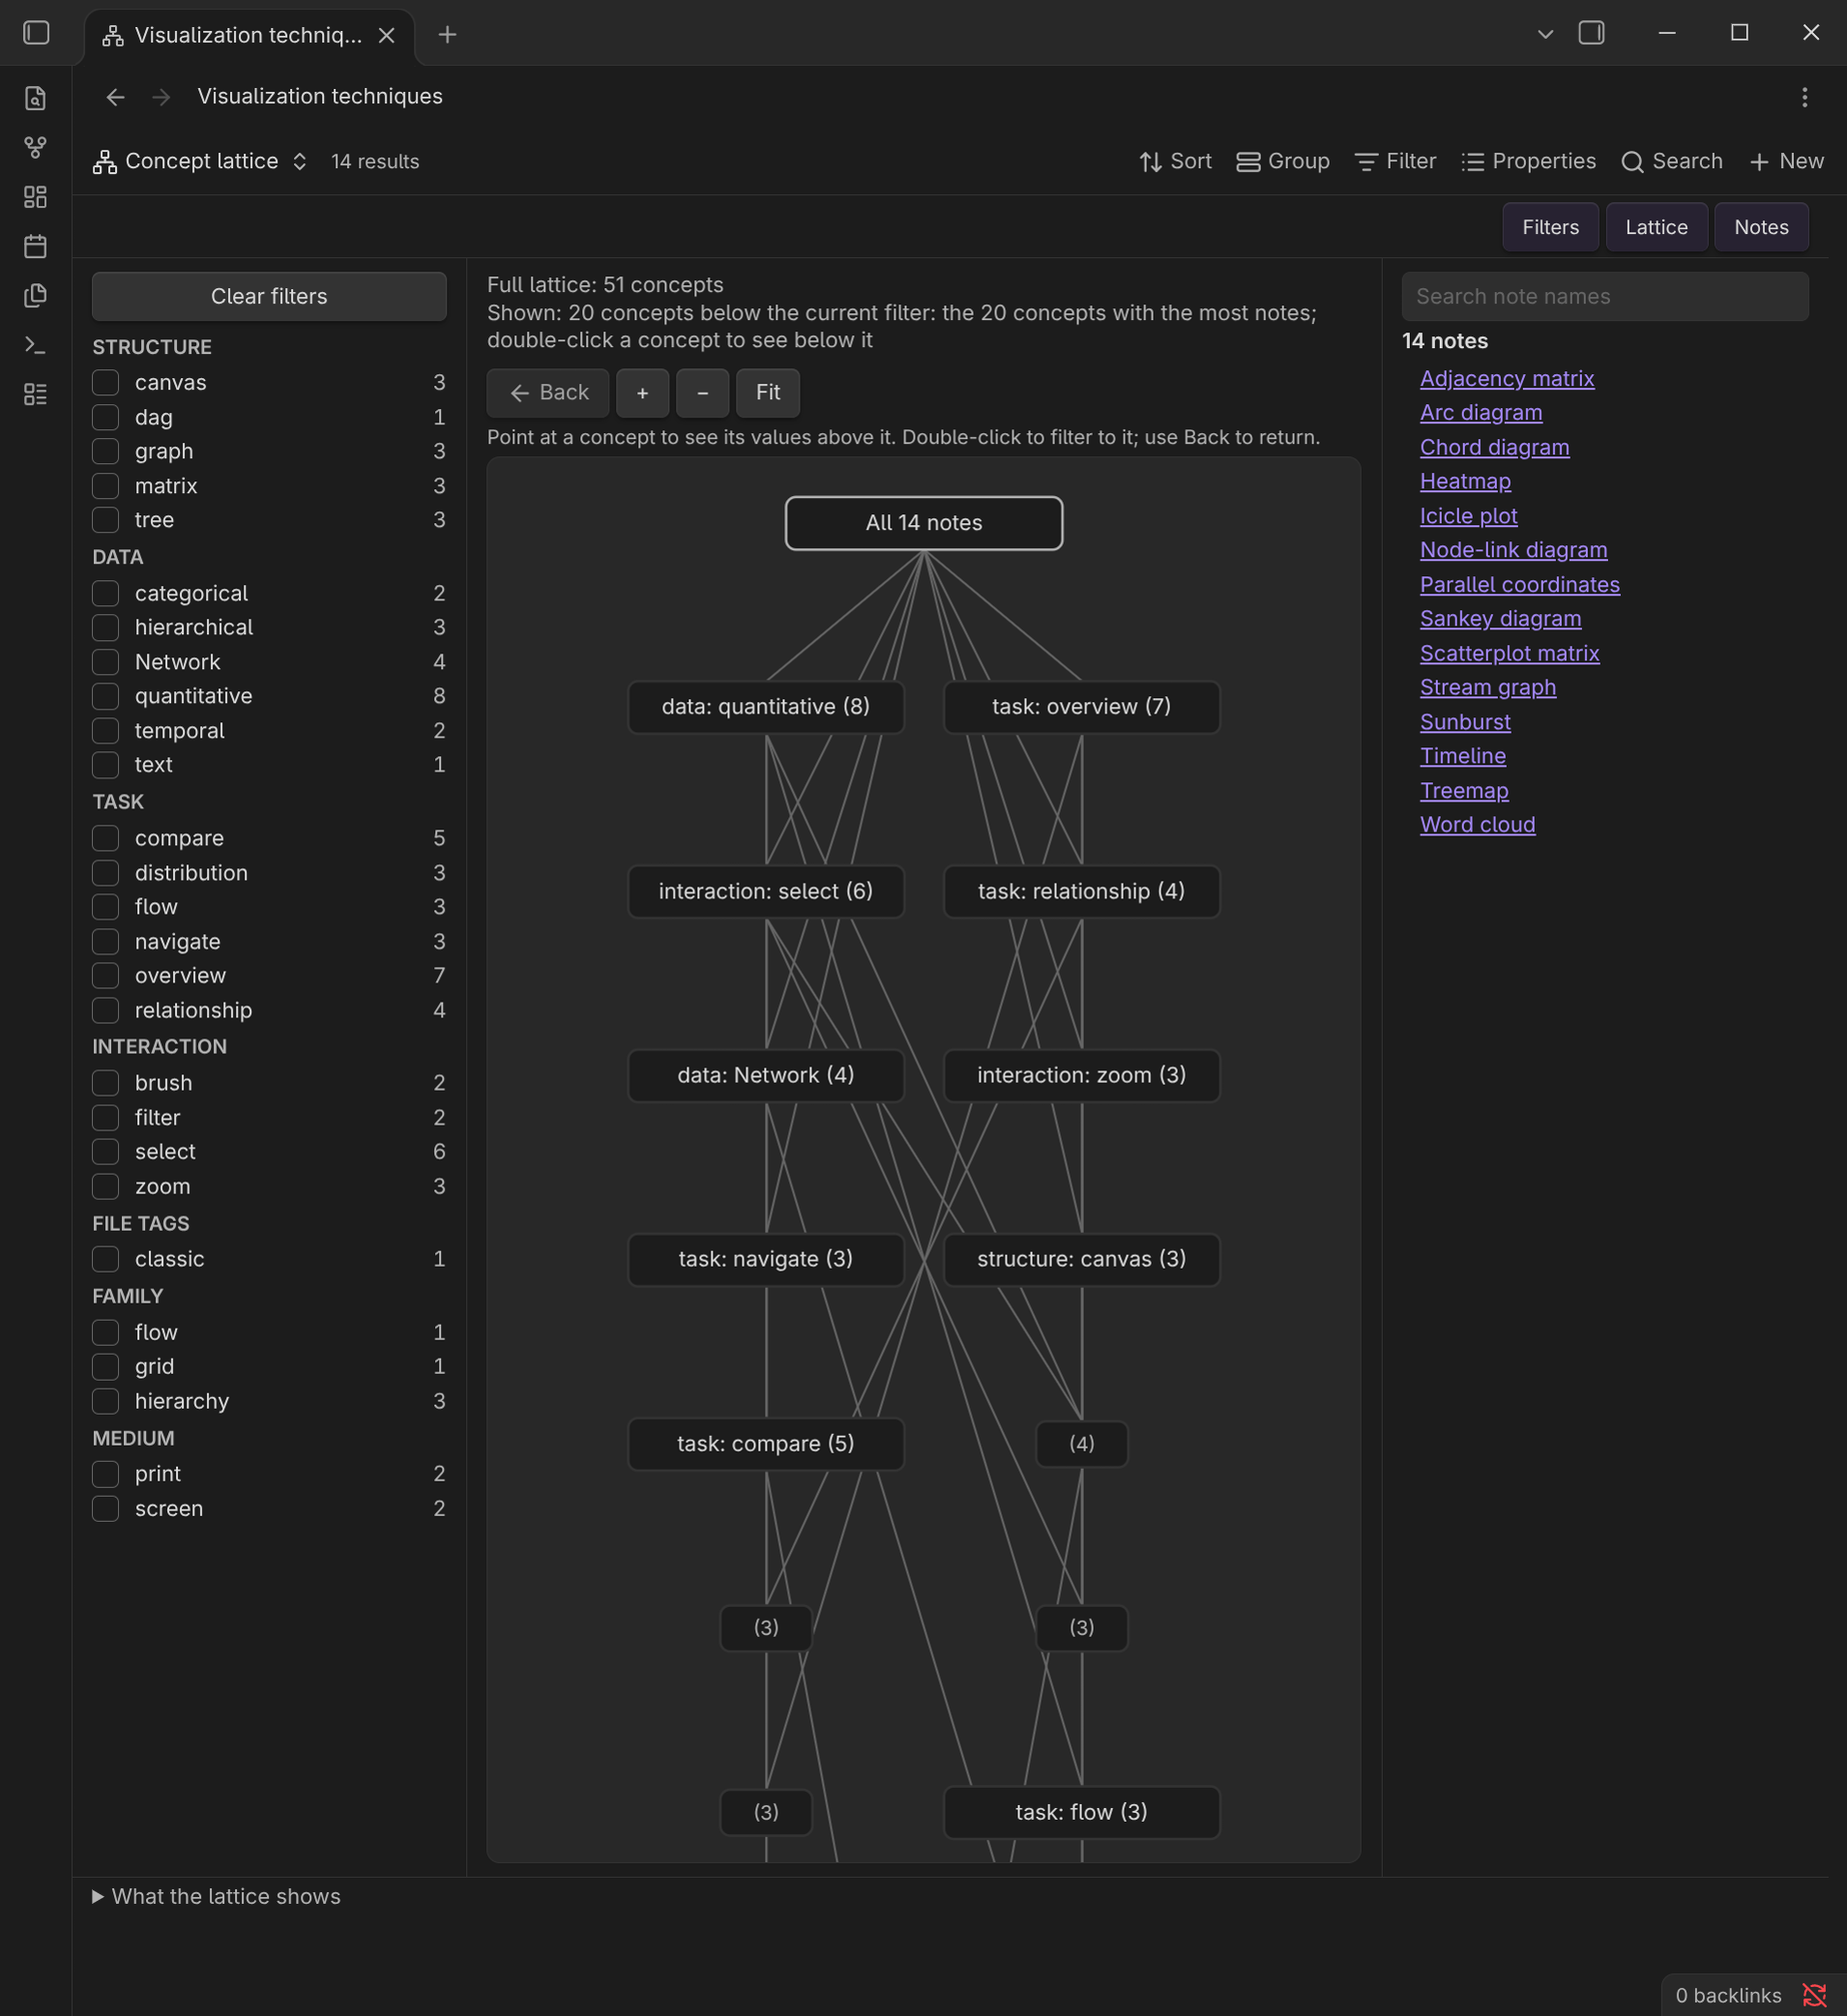 Visualization techniq...
Visualization techniques
Concept lattice
14 results
Sort
Group
Filter
Properties
Search
New
Filters
Lattice
Notes
Clear filters
STRUCTURE
canvas 3
dag 1
graph 3
matrix 3
tree 3
DATA
categorical 2
hierarchical 3
Network 4
quantitative 8
temporal 2
text 1
TASK
compare 5
distribution 3
flow 3
navigate 3
overview 7
relationship 4
INTERACTION
brush 2
filter 2
select 6
zoom 3
FILE TAGS
classic 1
FAMILY
flow 1
grid 1
hierarchy 3
MEDIUM
print 2
screen 2
Full lattice: 51 concepts
Shown: 20 concepts below the current filter: the 20 concepts with the most notes;
double-click a concept to see below it
← Back
+
−
Fit
Point at a concept to see its values above it. Double-click to filter to it; use Back to return.
All 14 notes
data: quantitative (8)
task: overview (7)
interaction: select (6)
task: relationship (4)
data: Network (4)
interaction: zoom (3)
task: navigate (3)
structure: canvas (3)
task: compare (5)
(4)
(3)
(3)
(3)
task: flow (3)
Search note names
14 notes
Adjacency matrix
Arc diagram
Chord diagram
Heatmap
Icicle plot
Node-link diagram
Parallel coordinates
Sankey diagram
Scatterplot matrix
Stream graph
Sunburst
Timeline
Treemap
Word cloud
What the lattice shows
0 backlinks